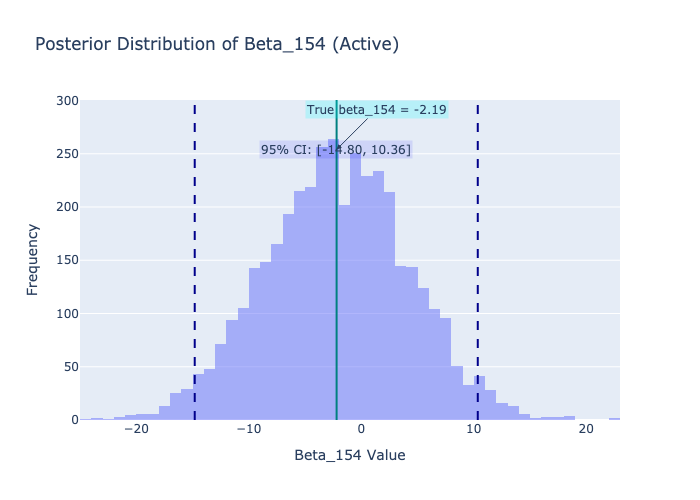 Posterior Distribution of Beta_154 (Active)
True beta_154 = -2.19
95% CI: [-14.80, 10.36]
Frequency
300
250
200
150
100
50
0
−20
−10
0
10
20
Beta_154 Value